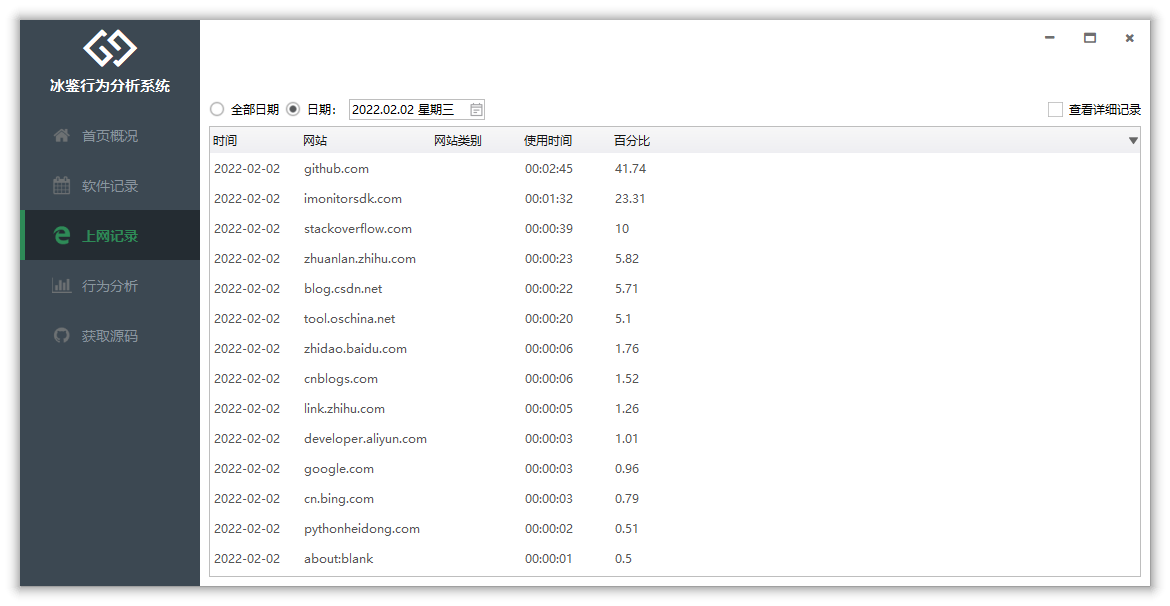 冰鉴行为分析系统
首页概况
软件记录
上网记录
行为分析
获取源码
全部日期 日期: 2022.02.02 星期三 查看详细记录
时间 网站 网站类别 使用时间 百分比
2022-02-02 github.com 00:02:45 41.74
2022-02-02 imonitorsdk.com 00:01:32 23.31
2022-02-02 stackoverflow.com 00:00:39 10
2022-02-02 zhuanlan.zhihu.com 00:00:23 5.82
2022-02-02 blog.csdn.net 00:00:22 5.71
2022-02-02 tool.oschina.net 00:00:20 5.1
2022-02-02 zhidao.baidu.com 00:00:06 1.76
2022-02-02 cnblogs.com 00:00:06 1.52
2022-02-02 link.zhihu.com 00:00:05 1.26
2022-02-02 developer.aliyun.com 00:00:03 1.01
2022-02-02 google.com 00:00:03 0.96
2022-02-02 cn.bing.com 00:00:03 0.79
2022-02-02 pythonheidong.com 00:00:02 0.51
2022-02-02 about:blank 00:00:01 0.5